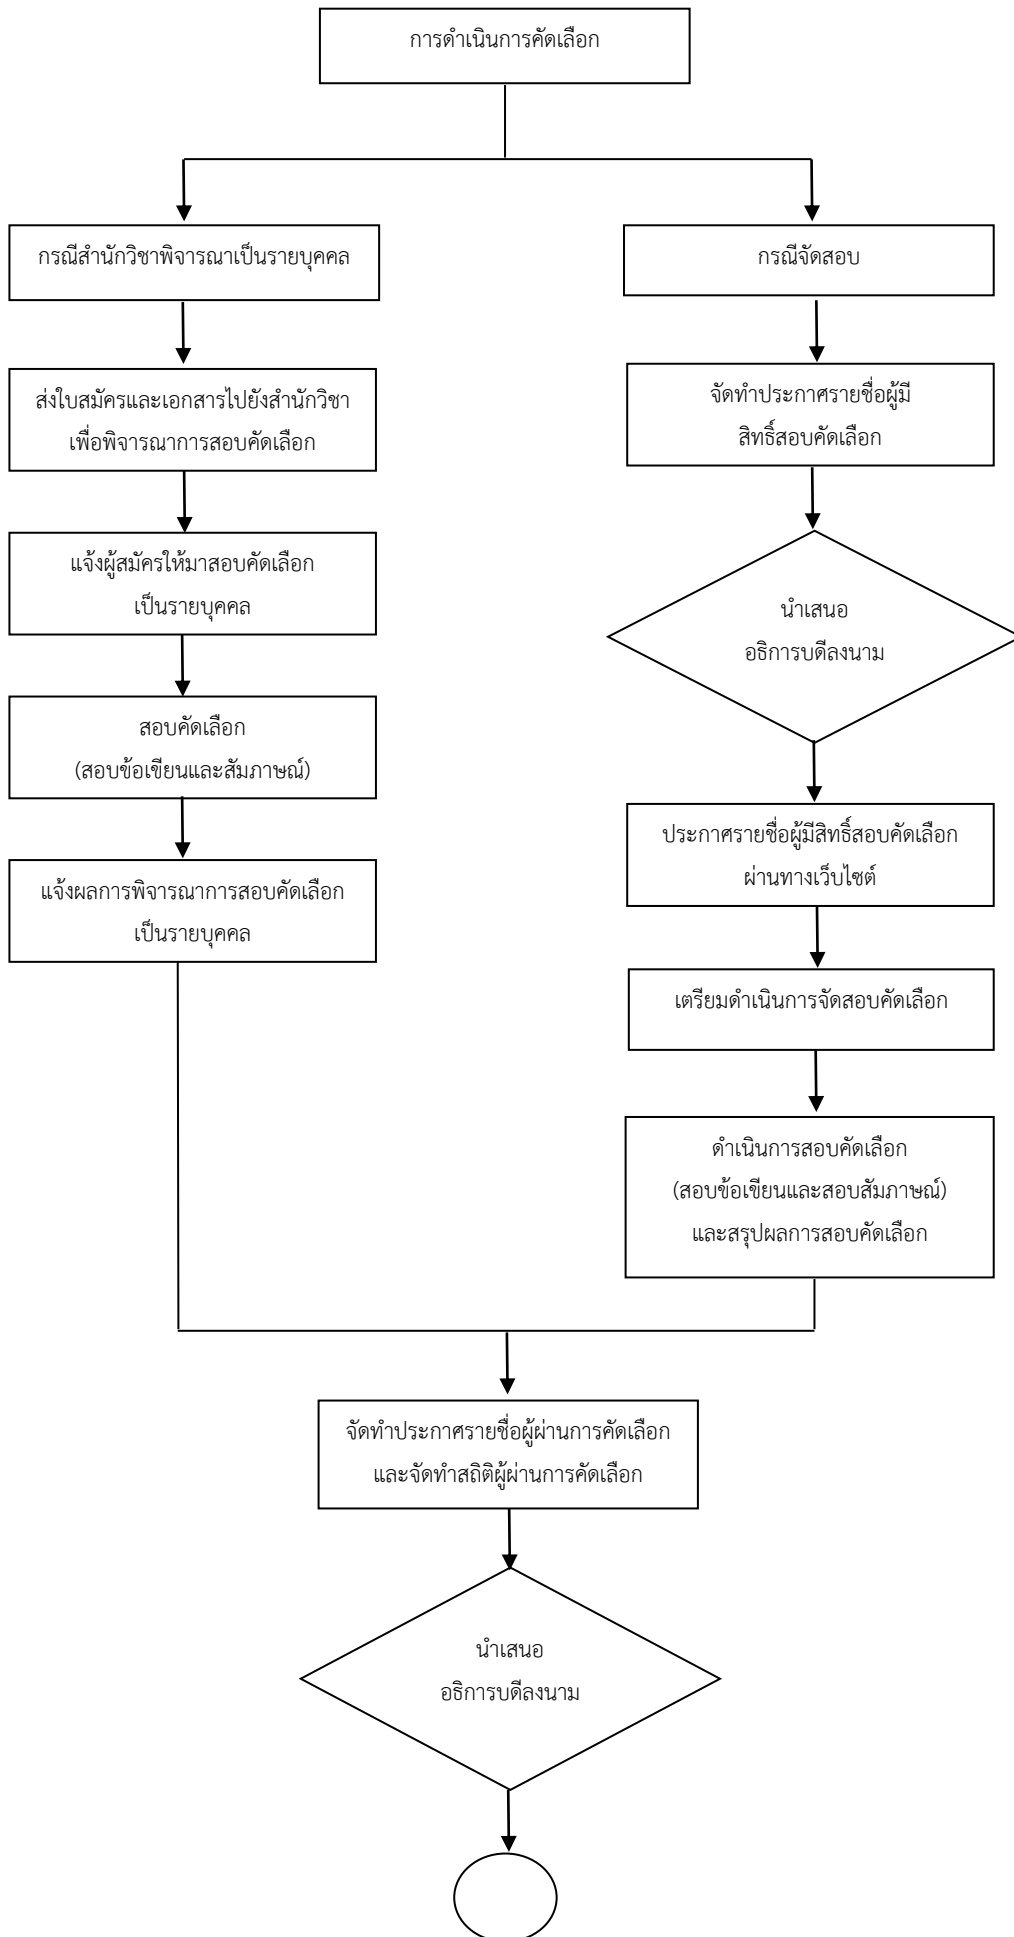 การดำเนินการคัดเลือก
กรณีสำนักวิชาพิจารณาเป็นรายบุคคล
ส่งใบสมัครและเอกสารไปยังสำนักวิชา
เพื่อพิจารณาการสอบคัดเลือก
แจ้งผู้สมัครให้มาสอบคัดเลือก
เป็นรายบุคคล
สอบคัดเลือก
(สอบข้อเขียนและสัมภาษณ์)
แจ้งผลการพิจารณาการสอบคัดเลือก
เป็นรายบุคคล
กรณีจัดสอบ
จัดทำประกาศรายชื่อผู้มี
สิทธิ์สอบคัดเลือก
นำเสนอ
อธิการบดีลงนาม
ประกาศรายชื่อผู้มีสิทธิ์สอบคัดเลือก
ผ่านทางเว็บไซต์
เตรียมดำเนินการจัดสอบคัดเลือก
ดำเนินการสอบคัดเลือก
(สอบข้อเขียนและสอบสัมภาษณ์)
และสรุปผลการสอบคัดเลือก
จัดทำประกาศรายชื่อผู้ผ่านการคัดเลือก
และจัดทำสถิติผู้ผ่านการคัดเลือก
นำเสนอ
อธิการบดีลงนาม